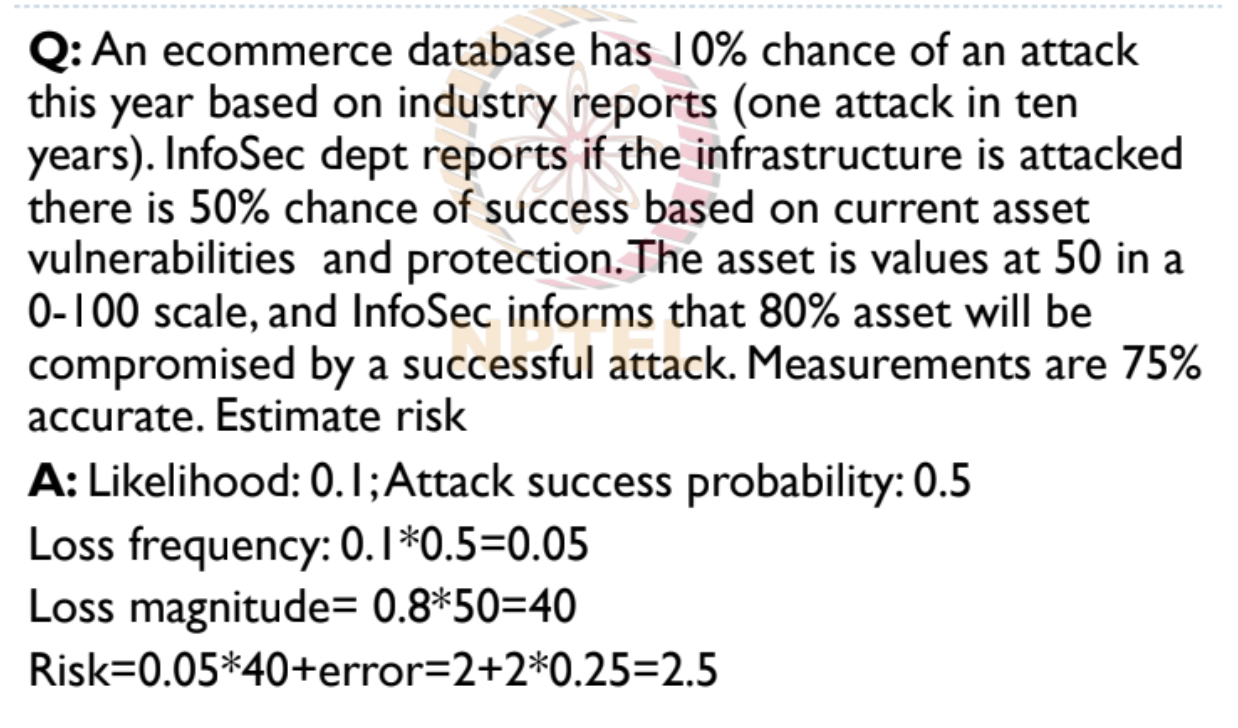 Q: An ecommerce database has 10% chance of an attack
this year based on industry reports (one attack in ten
years). InfoSec dept reports if the infrastructure is attacked
there is 50% chance of success based on current asset
vulnerabilities  and protection. The asset is values at 50 in a
0-100 scale, and InfoSec informs that 80% asset will be
NPTEL
compromised by a successful attack. Measurements are 75%
accurate. Estimate risk
A: Likelihood: 0.1; Attack success probability: 0.5
Loss frequency: 0.1*0.5=0.05
Loss magnitude= 0.8*50=40
Risk=0.05*40+error=2+2*0.25=2.5